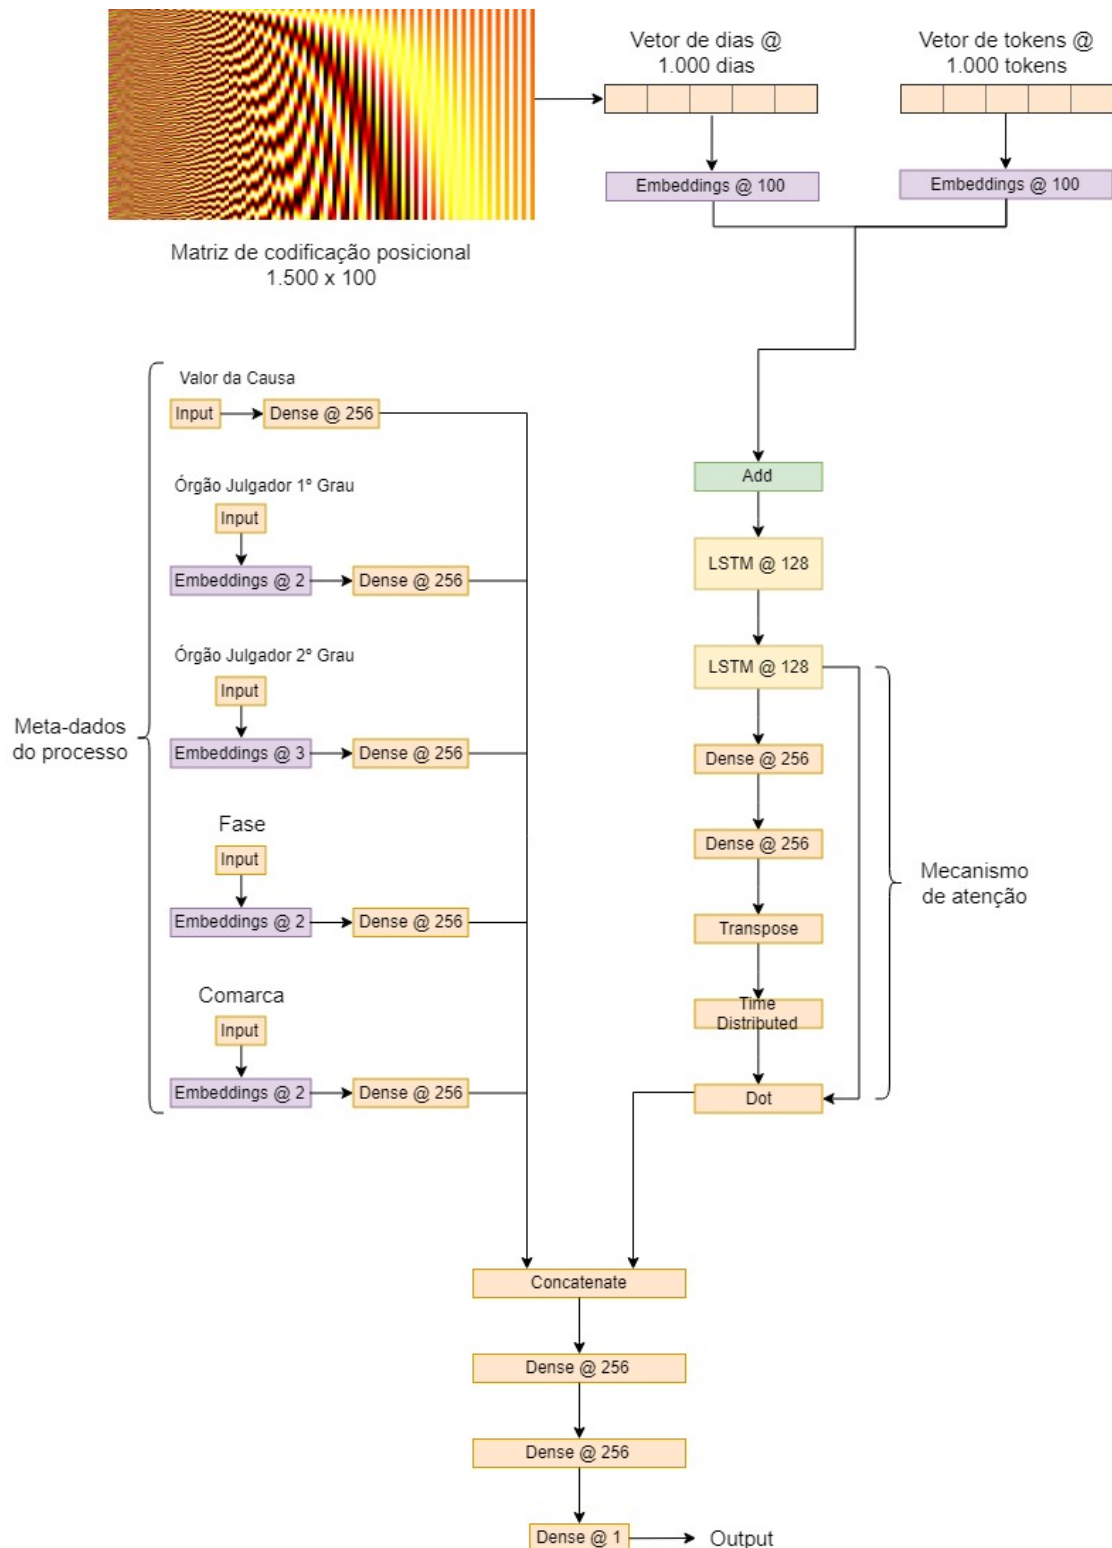 Vetor de dias @
1.000 dias
Vetor de tokens @
1.000 tokens
Embeddings @ 100
Embeddings @ 100
Matriz de codificação posicional
1.500 x 100
Meta-dados
do processo
Valor da Causa
Input
Dense @ 256
Órgão Julgador 1º Grau
Input
Embeddings @ 2
Dense @ 256
Órgão Julgador 2º Grau
Input
Embeddings @ 3
Dense @ 256
Fase
Input
Embeddings @ 2
Dense @ 256
Comarca
Input
Embeddings @ 2
Dense @ 256
Add
LSTM @ 128
LSTM @ 128
Dense @ 256
Dense @ 256
Transpose
Time
Distributed
Dot
Mecanismo
de atenção
Concatenate
Dense @ 256
Dense @ 256
Dense @ 1
Output